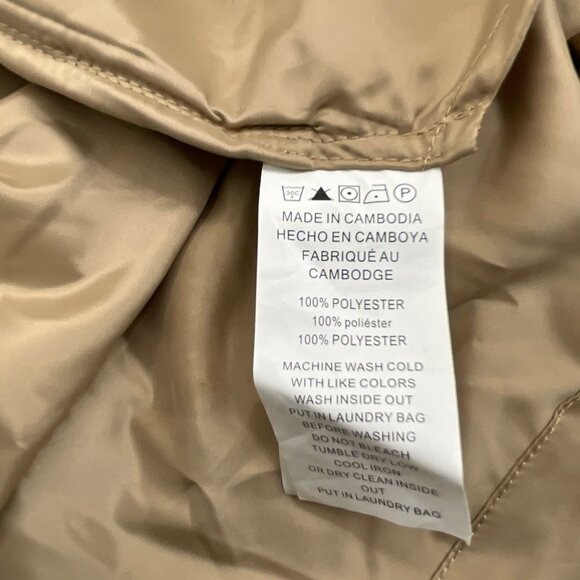 30C P
MADE IN CAMBODIA
HECHO EN CAMBOYA
FABRIQUÉ AU
CAMBODGE
100% POLYESTER
100% poliéster
100% POLYESTER
MACHINE WASH COLD
WITH LIKE COLORS
WASH INSIDE OUT
PUT IN LAUNDRY BAG
BEFORE WASHING
DO NOT BLEACH
TUMBLE DRY LOW
COOL IRON
OR DRY CLEAN INSIDE
OUT
PUT IN LAUNDRY BAG